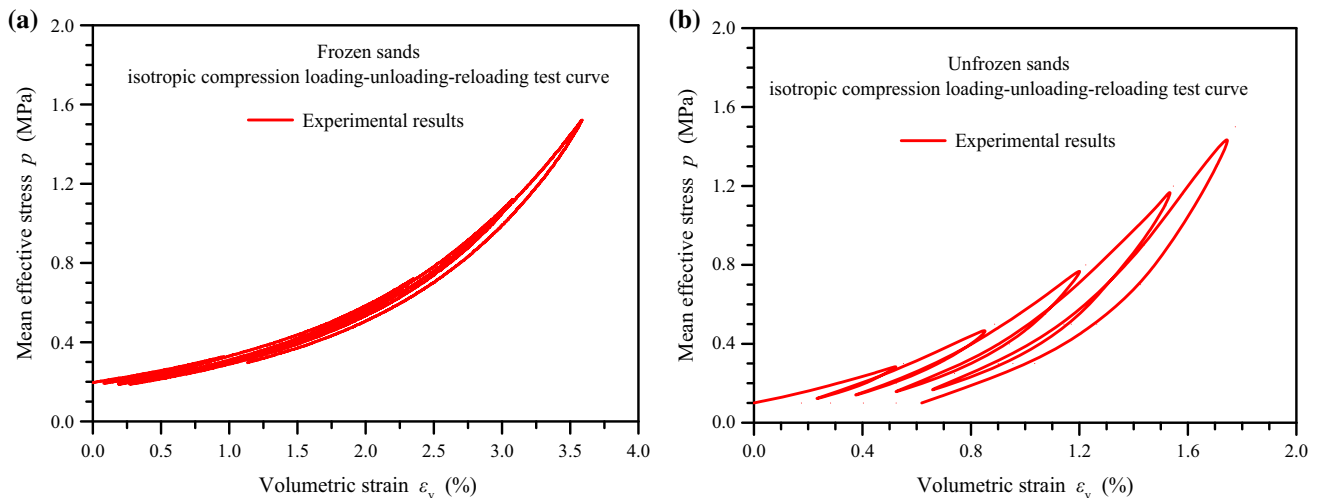 (a)
Frozen sands
isotropic compression loading-unloading-reloading test curve
Experimental results
Mean effective stress p (MPa)
2.0
1.6
1.2
0.8
0.4
0.0
0.0 0.5 1.0 1.5 2.0 2.5 3.0 3.5 4.0
Volumetric strain εv (%)
(b)
Unfrozen sands
isotropic compression loading-unloading-reloading test curve
Experimental results
Mean effective stress p (MPa)
2.0
1.6
1.2
0.8
0.4
0.0
0.0 0.4 0.8 1.2 1.6 2.0
Volumetric strain εv (%)